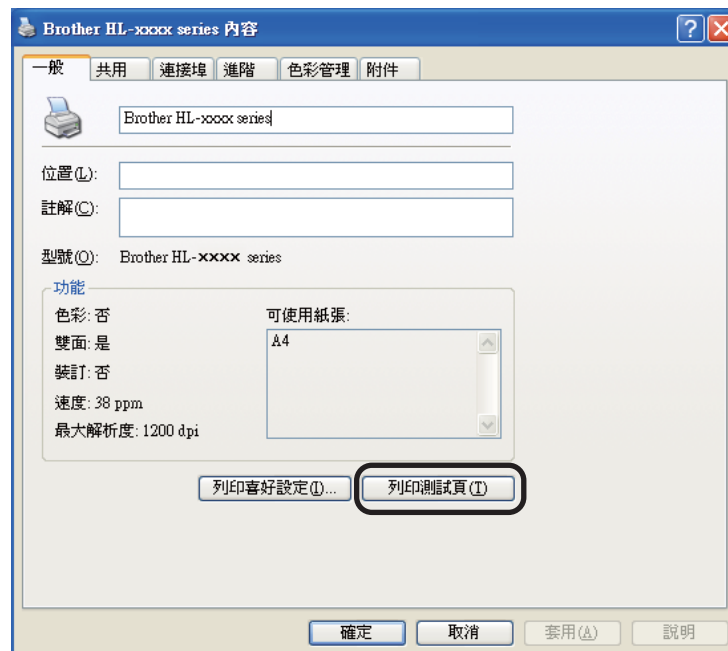 Brother HL-xxxx series 內容
一般 共用 連接埠 進階 色彩管理 附件
Brother HL-xxxx series
位置(L):
註解(C):
型號(O): Brother HL-xxxx series
功能
色彩: 否 可使用紙張:
雙面: 是 A4
裝訂: 否
速度: 38 ppm
最大解析度: 1200 dpi
列印喜好設定(I)... 列印測試頁(T)
確定 取消 套用(A) 說明